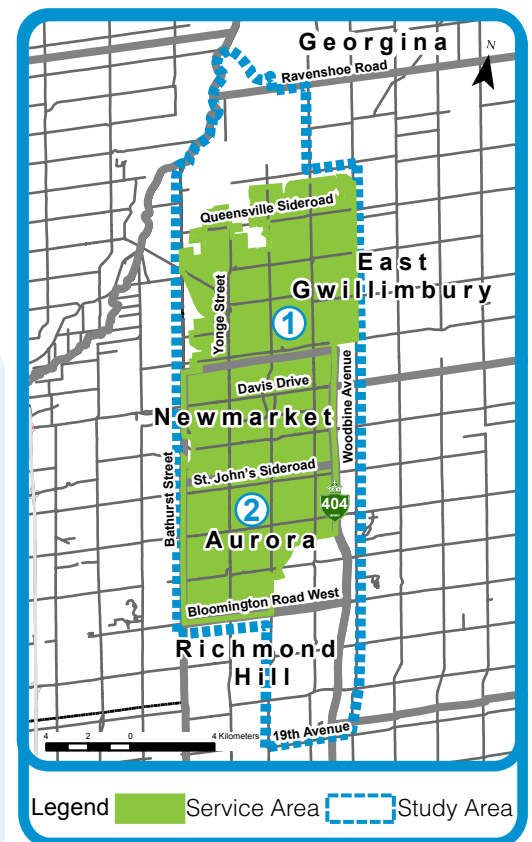 Georgina
N
Ravenshoe Road
Queensville Sideroad
East
Gwillimbury
Yonge Street
1
Davis Drive
Woodbine Avenue
Newmarket
St. John's Sideroad
Bathurst Street
404
2
Aurora
Bloomington Road West
Richmond
Hill
19th Avenue
4 2 0 4 Kilometers
Legend Service Area Study Area